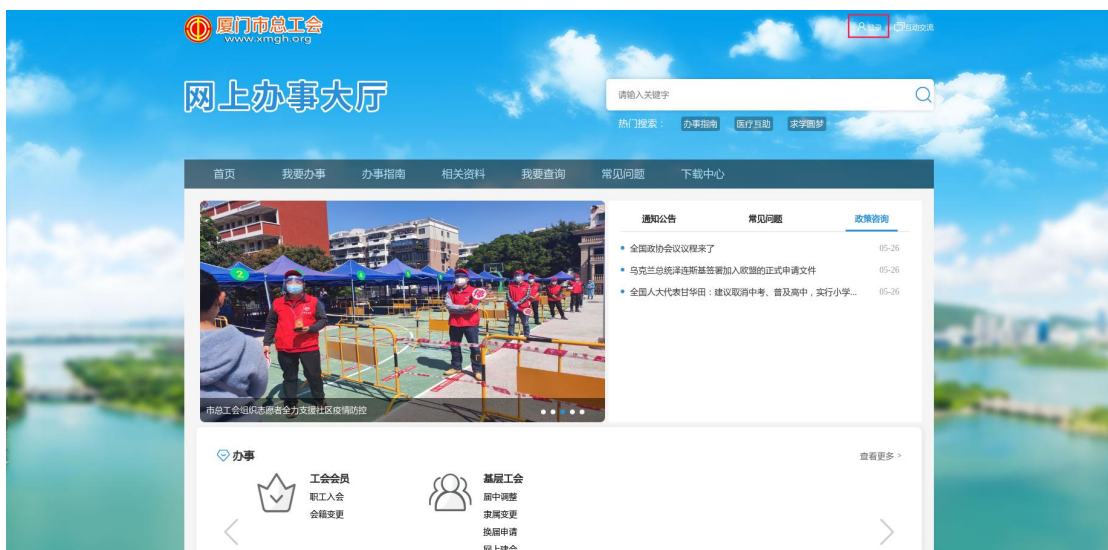 厦门市总工会
www.xmgh.org
登录
互动交流
网上办事大厅
请输入关键字
热门搜索： 办事指南 医疗互助 求学圆梦
首页 我要办事 办事指南 相关资料 我要查询 常见问题 下载中心
通知公告 常见问题 政策咨询
全国政协会议议程来了 05-26
乌克兰总统泽连斯基签署加入欧盟的正式申请文件 05-26
全国人大代表甘华田：建议取消中考、普及高中，实行小学... 05-26
2
市总工会组织志愿者全力支援社区疫情防控
办事
查看更多 >
工会会员
职工入会
会籍变更
基层工会
届中调整
隶属变更
换届申请
网上建会